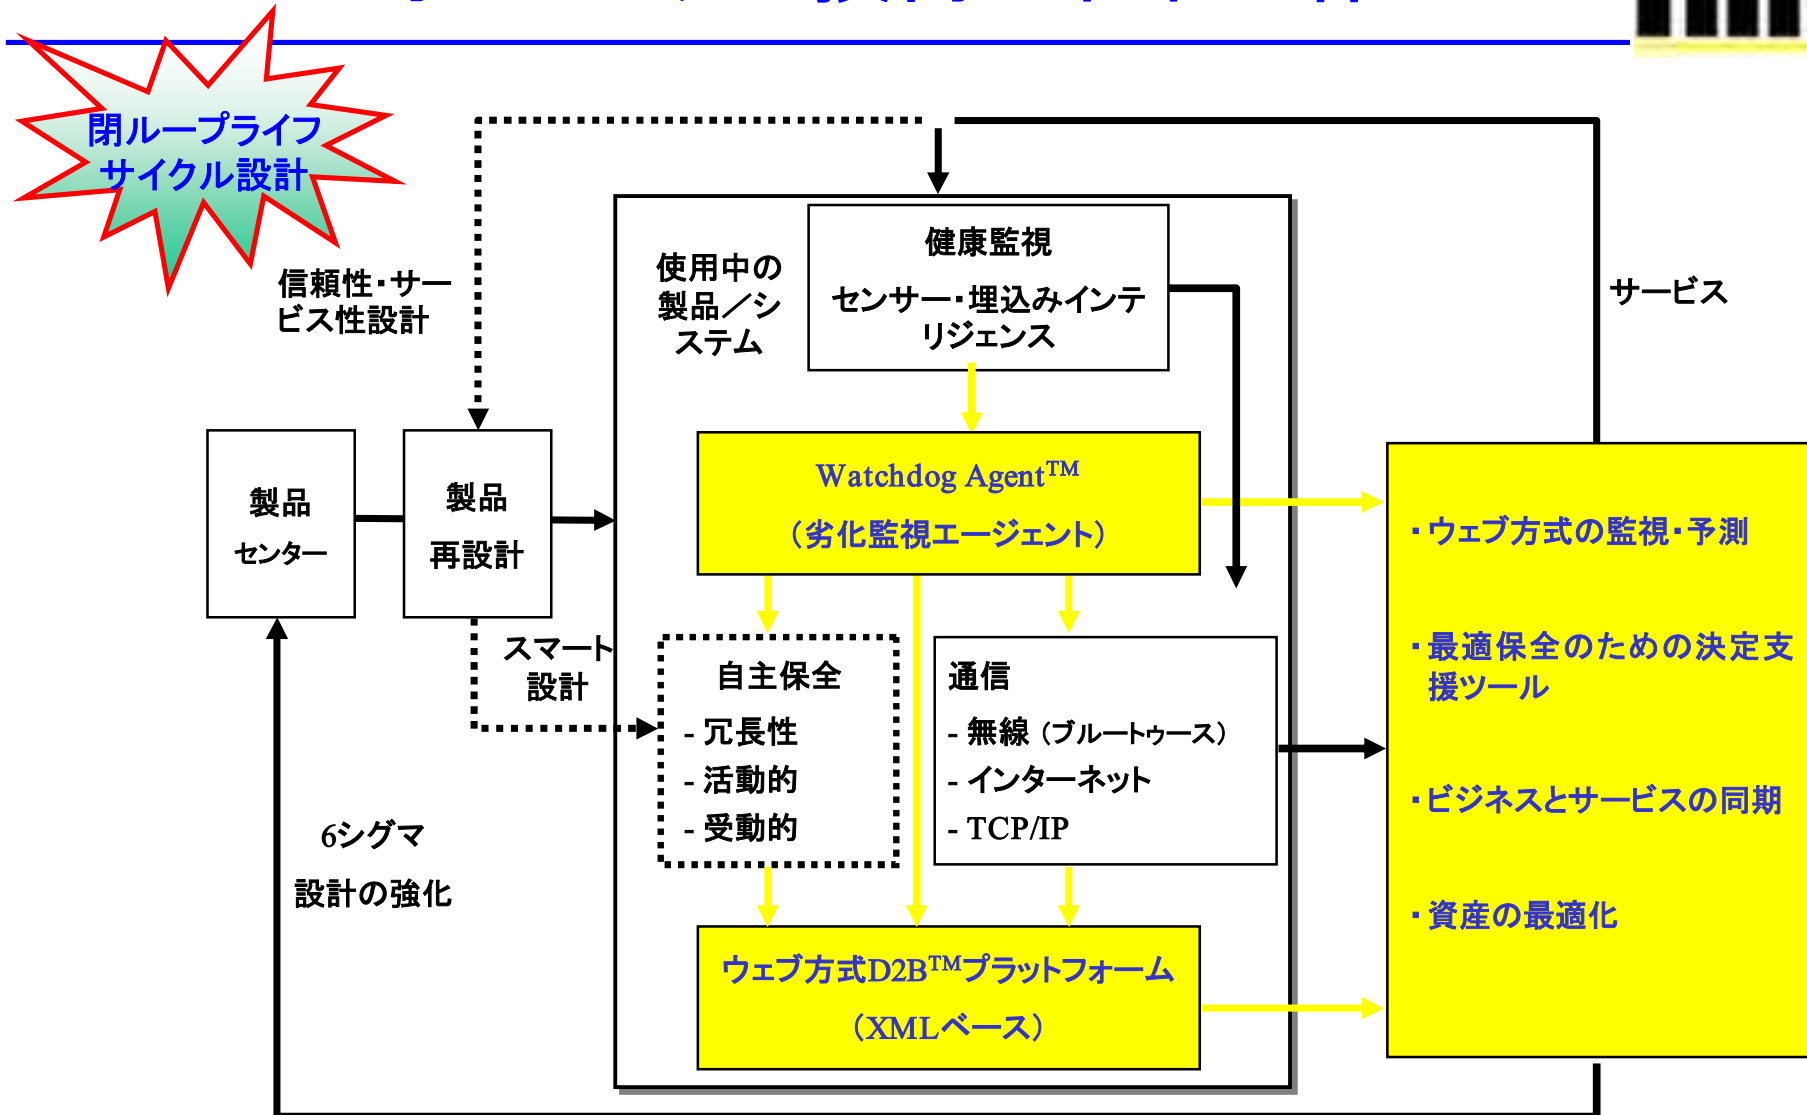 閉ループライフ
サイクル設計
信頼性・サー
ビス性設計
使用中の
製品／シ
ステム
健康監視
センサー・埋込みインテ
リジェンス
サービス
製品
センター
製品
再設計
Watchdog Agent™
（劣化監視エージェント）
・ウェブ方式の監視・予測
・最適保全のための決定支
援ツール
・ビジネスとサービスの同期
・資産の最適化
スマート
設計
自主保全
- 冗長性
- 活動的
- 受動的
通信
- 無線（ブルートゥース）
- インターネット
- TCP/IP
6シグマ
設計の強化
ウェブ方式D2B™プラットフォーム
（XMLベース）